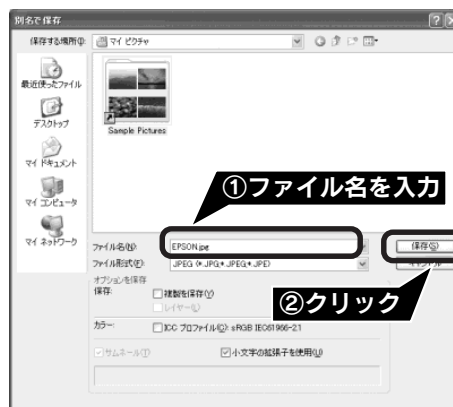 別名で保存
保存する場所(I):
マイ ピクチャ
最近使ったファイル
デスクトップ
マイ ドキュメント
マイ コンピュータ
マイ ネットワーク
Sample Pictures
①ファイル名を入力
ファイル名(N):
EPSON.jpe
保存(S)
ファイル形式(F):
JPEG (*.JPG;*.JPEG;*.JPE)
キャンセル
②クリック
オプションを保存
保存:
複製を保存(Y)
レイヤー(L)
カラー:
ICC プロファイル(C): sRGB IEC61966-2.1
サムネール(T)
小文字の拡張子を使用(U)